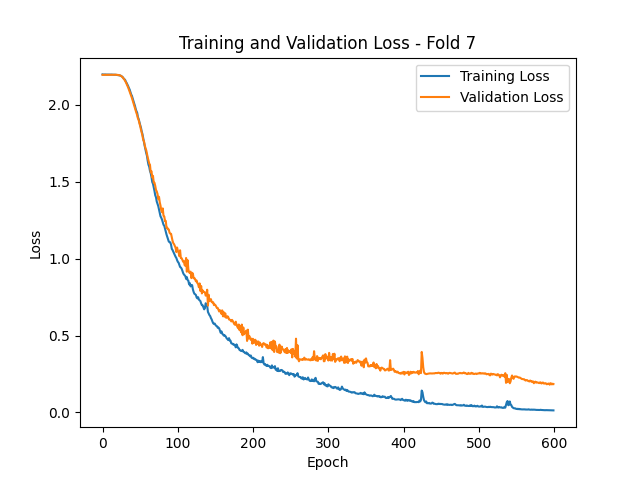 Training and Validation Loss - Fold 7
Training Loss
Validation Loss
Loss
2.0
1.5
1.0
0.5
0.0
0 100 200 300 400 500 600
Epoch